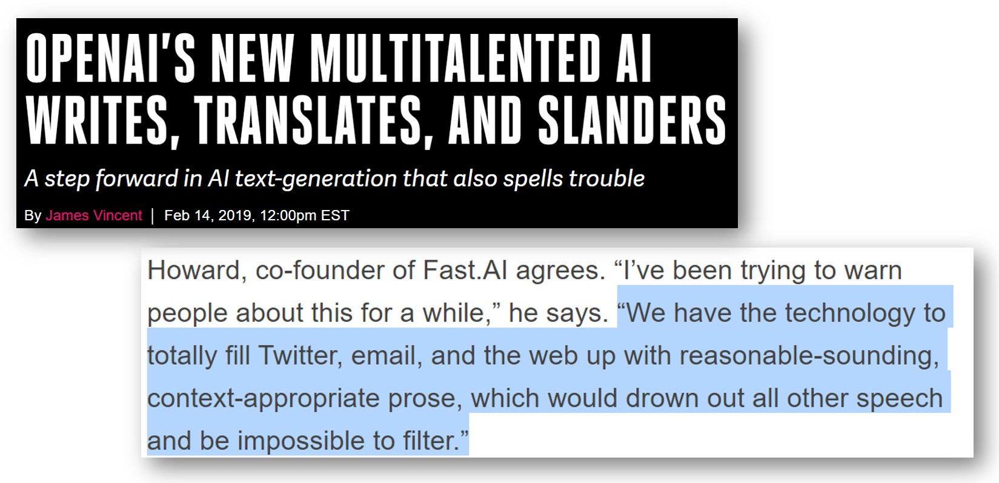 OPENAI’S NEW MULTITALENTED AI
WRITES, TRANSLATES, AND SLANDERS
A step forward in AI text-generation that also spells trouble
By James Vincent | Feb 14, 2019, 12:00pm EST
Howard, co-founder of Fast.AI agrees. “I’ve been trying to warn
people about this for a while,” he says. “We have the technology to
totally fill Twitter, email, and the web up with reasonable-sounding,
context-appropriate prose, which would drown out all other speech
and be impossible to filter.”